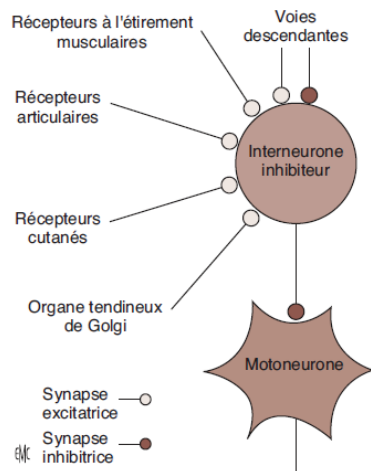 Récepteurs à l'étirement
musculaires
Voies
descendantes
Récepteurs
articulaires
Interneurone
inhibiteur
Récepteurs
cutanés
Organe tendineux
de Golgi
Motoneurone
Synapse
excitatrice
Synapse
inhibitrice
EMC